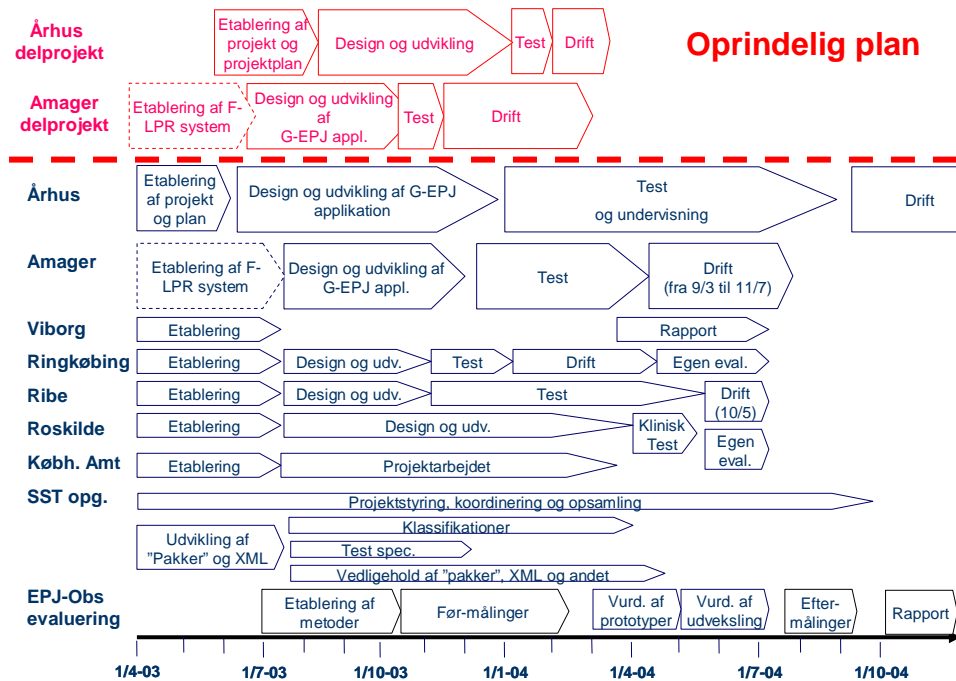 Århus
delprojekt
Etablering af
projekt og
projektplan
Design og udvikling
Test
Drift
Oprindelig plan
Amager
delprojekt
Etablering af F-
LPR system
Design og udvikling
af
G-EPJ appl.
Test
Drift
Århus
Etablering
af projekt
og plan
Design og udvikling af G-EPJ
applikation
Test
og undervisning
Drift
Amager
Etablering af F-
LPR system
Design og udvikling af
G-EPJ appl.
Test
Drift
(fra 9/3 til 11/7)
Viborg
Etablering
Rapport
Ringkøbing
Etablering
Design og udv.
Test
Drift
Egen eval.
Ribe
Etablering
Design og udv.
Test
Drift
(10/5)
Roskilde
Etablering
Design og udv.
Klinisk
Test
Egen
eval.
Købh. Amt
Etablering
Projektarbejdet
SST opg.
Projektstyring, koordinering og opsamling
Udvikling af
"Pakker" og XML
Klassifikationer
Test spec.
Vedligehold af "pakker", XML og andet
EPJ-Obs
evaluering
Etablering af
metoder
Før-målinger
Vurd. af
prototyper
Vurd. af
udveksling
Efter-
målinger
Rapport
1/4-03
1/7-03
1/10-03
1/1-04
1/4-04
1/7-04
1/10-04